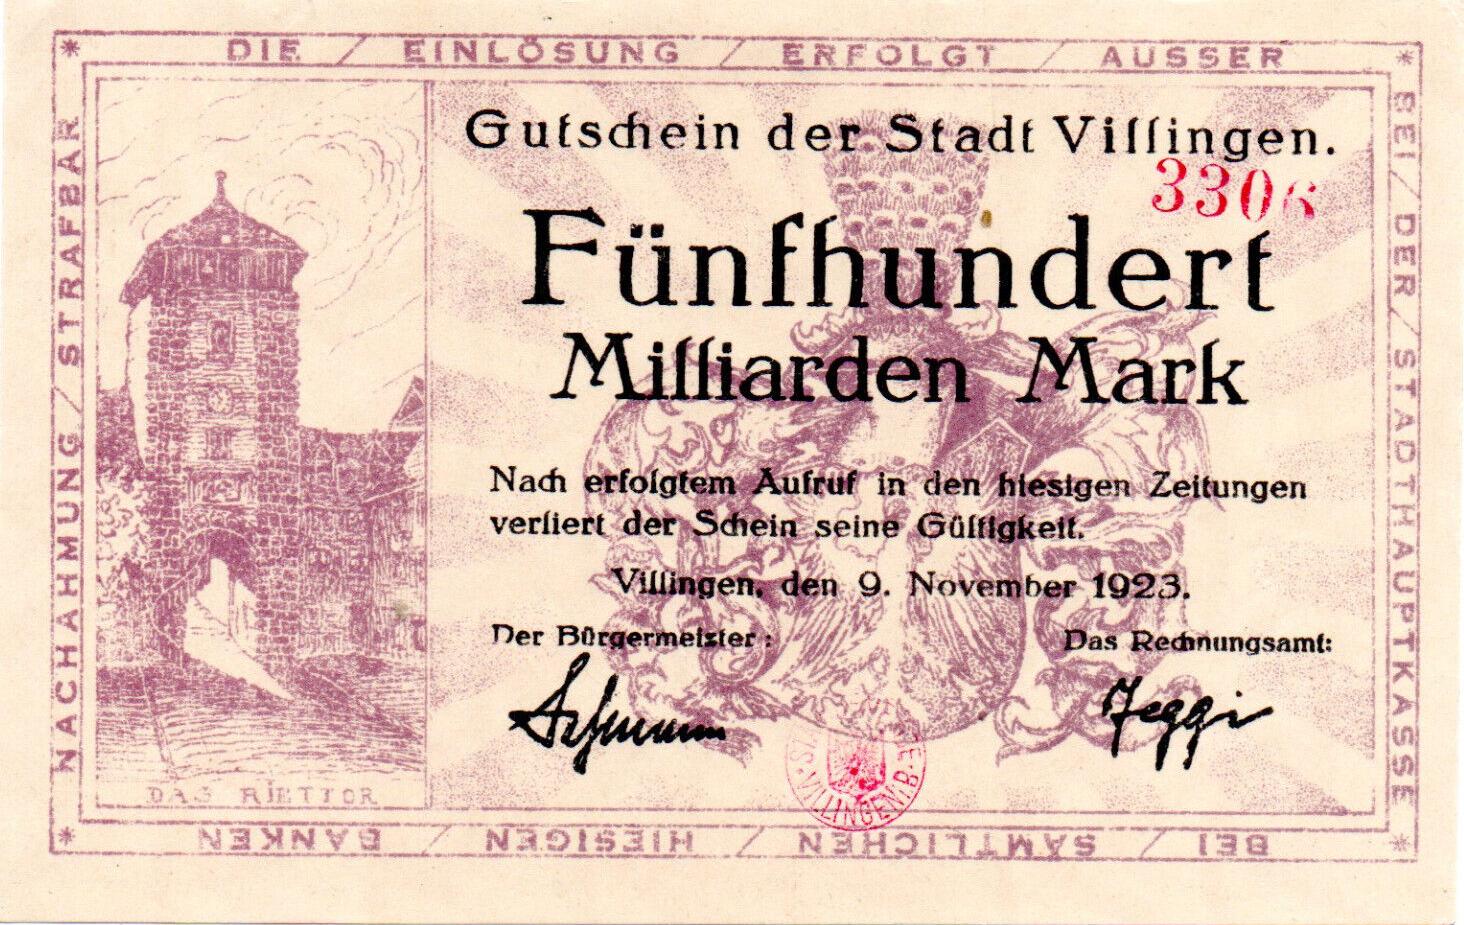 DIE / EINLÖSUNG / ERFOLGT / AUSSER
BEI / DER / STADTHAUPTKASSE
BEI / SÄMTLICHEN / HIESIGEN / BANKEN
NACHAHMUNG / STRAFBAR
Gutschein der Stadt Villingen.
3306
Fünfhundert
Milliarden Mark
Nach erfolgtem Aufruf in den hiesigen Zeitungen
verliert der Schein seine Gültigkeit.
Villingen, den 9. November 1923.
Der Bürgermeister: Das Rechnungsamt:
DAS RIETTOR
VILLINGEN i/B